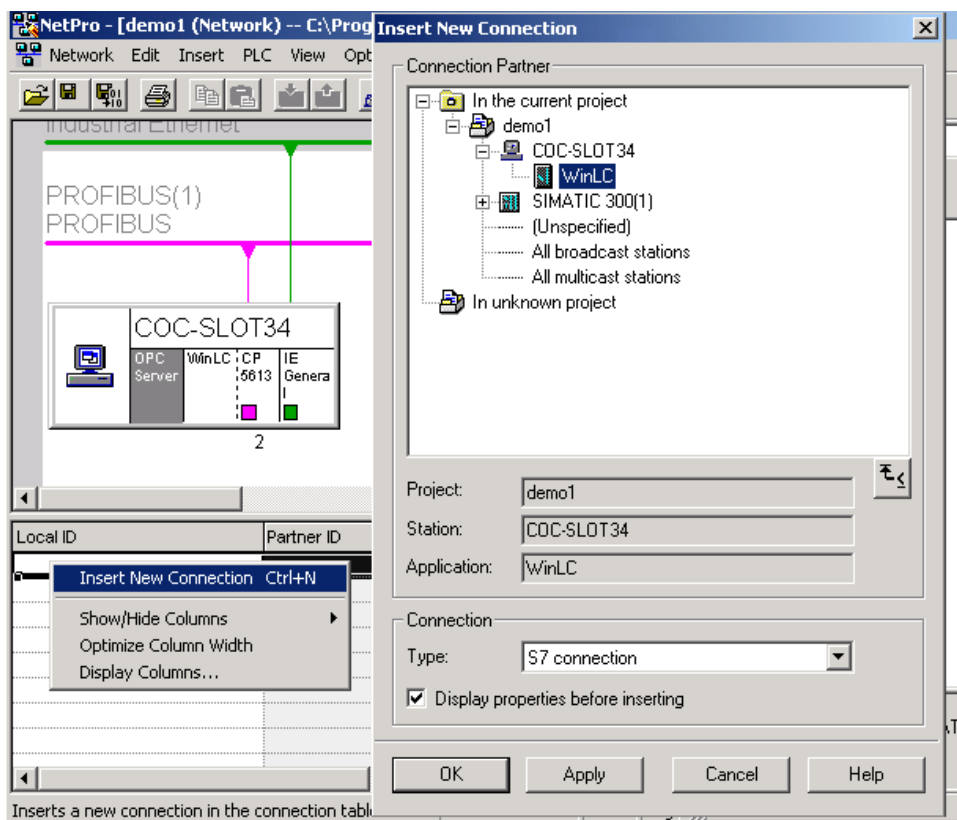 NetPro - [demo1 (Network) -- C:\Prog
Network Edit Insert PLC View Opt
Industrial Ethernet
PROFIBUS(1)
PROFIBUS
COC-SLOT34
OPC Server
WinLC
CP 5613
IE General
2
Local ID
Partner ID
Insert New Connection Ctrl+N
Show/Hide Columns
Optimize Column Width
Display Columns...
Inserts a new connection in the connection tabl
Insert New Connection
Connection Partner
In the current project
demo1
COC-SLOT34
WinLC
SIMATIC 300(1)
(Unspecified)
All broadcast stations
All multicast stations
In unknown project
Project: demo1
Station: COC-SLOT34
Application: WinLC
Connection
Type: S7 connection
Display properties before inserting
OK Apply Cancel Help